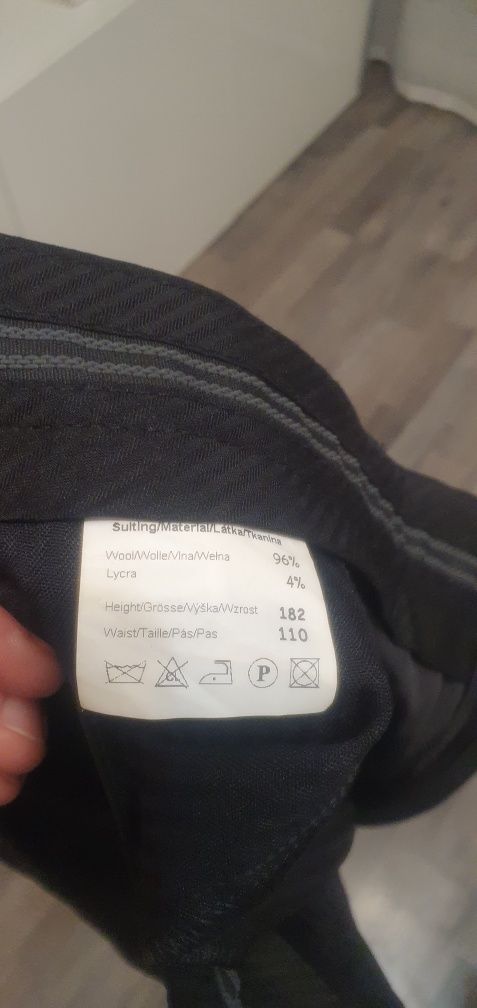 Suiting/Material/Látka/Tkanina
Wool/Wolle/Vlna/Wełna 96%
Lycra 4%
Height/Grösse/Výška/Wzrost 182
Waist/Taille/Pás/Pas 110
CL P